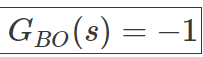 G_{BO}(s) = -1